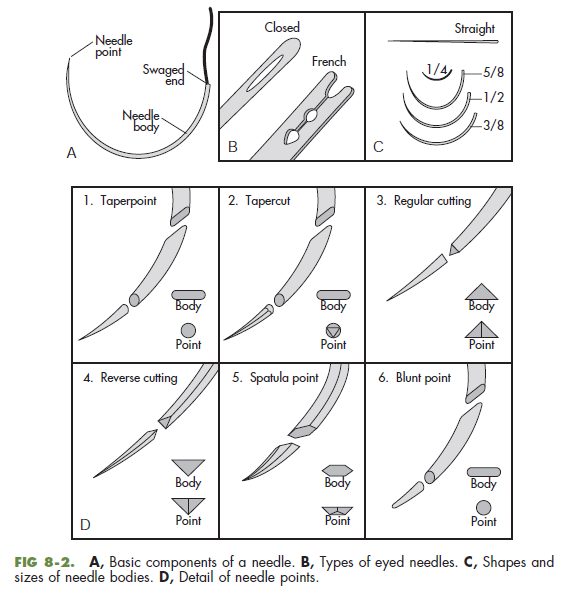 Needle
point
Swaged
end
Needle
body
A
Closed
French
B
Straight
1/4
5/8
1/2
3/8
C
1. Taperpoint
Body
Point
2. Tapercut
Body
Point
3. Regular cutting
Body
Point
4. Reverse cutting
Body
Point
D
5. Spatula point
Body
Point
6. Blunt point
Body
Point
FIG 8-2. A, Basic components of a needle. B, Types of eyed needles. C, Shapes and
sizes of needle bodies. D, Detail of needle points.